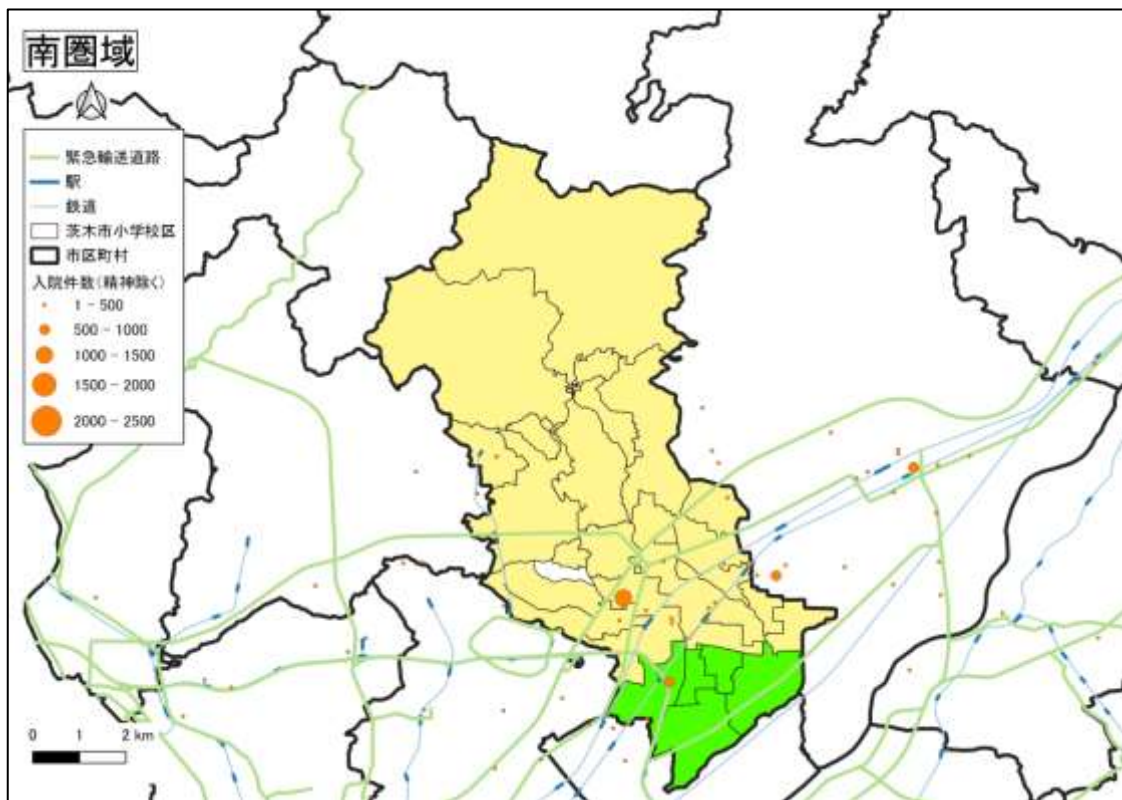 南圏域
緊急輸送道路
駅
鉄道
茨木市小学校区
市区町村
入院件数(精神除く)
1 - 500
500 - 1000
1000 - 1500
1500 - 2000
2000 - 2500
0 1 2 km